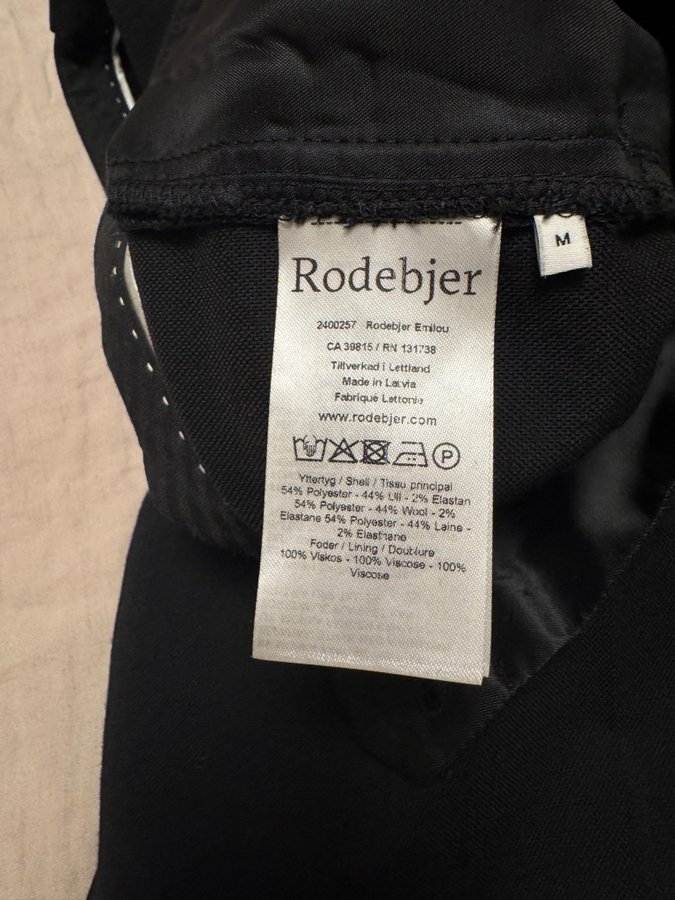 M
Rodebjer
2400257 Rodebjer Emilou
CA 39815 / RN 131738
Tillverkad i Lettland
Made in Latvia
Fabriqué Lettonie
www.rodebjer.com
P
Yttertyg / Shell / Tissu principal
54% Polyester - 44% Ull - 2% Elastan
54% Polyester - 44% Wool - 2%
Elastane 54% Polyester - 44% Laine -
2% Elasthane
Foder / Lining / Doublure
100% Viskos - 100% Viscose - 100%
Viscose